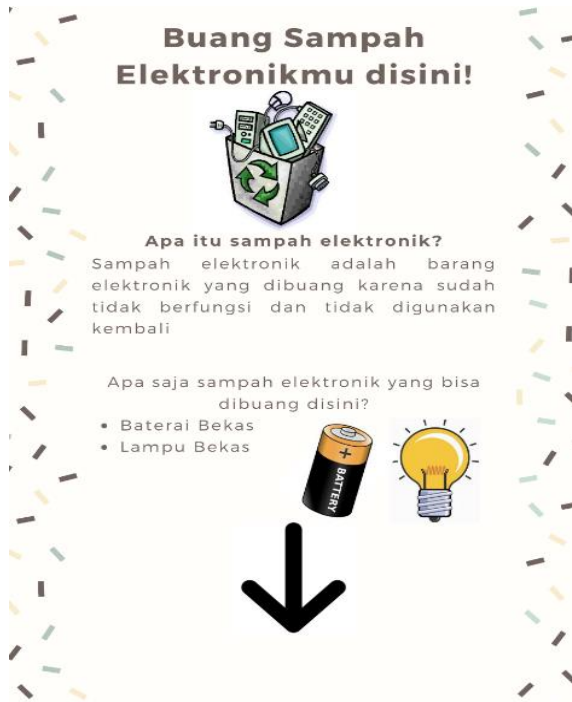 Buang Sampah
Elektronikmu disini!
Apa itu sampah elektronik?
Sampah elektronik adalah barang
elektronik yang dibuang karena sudah
tidak berfungsi dan tidak digunakan
kembali
Apa saja sampah elektronik yang bisa
dibuang disini?
• Baterai Bekas
• Lampu Bekas
+
BATTERY